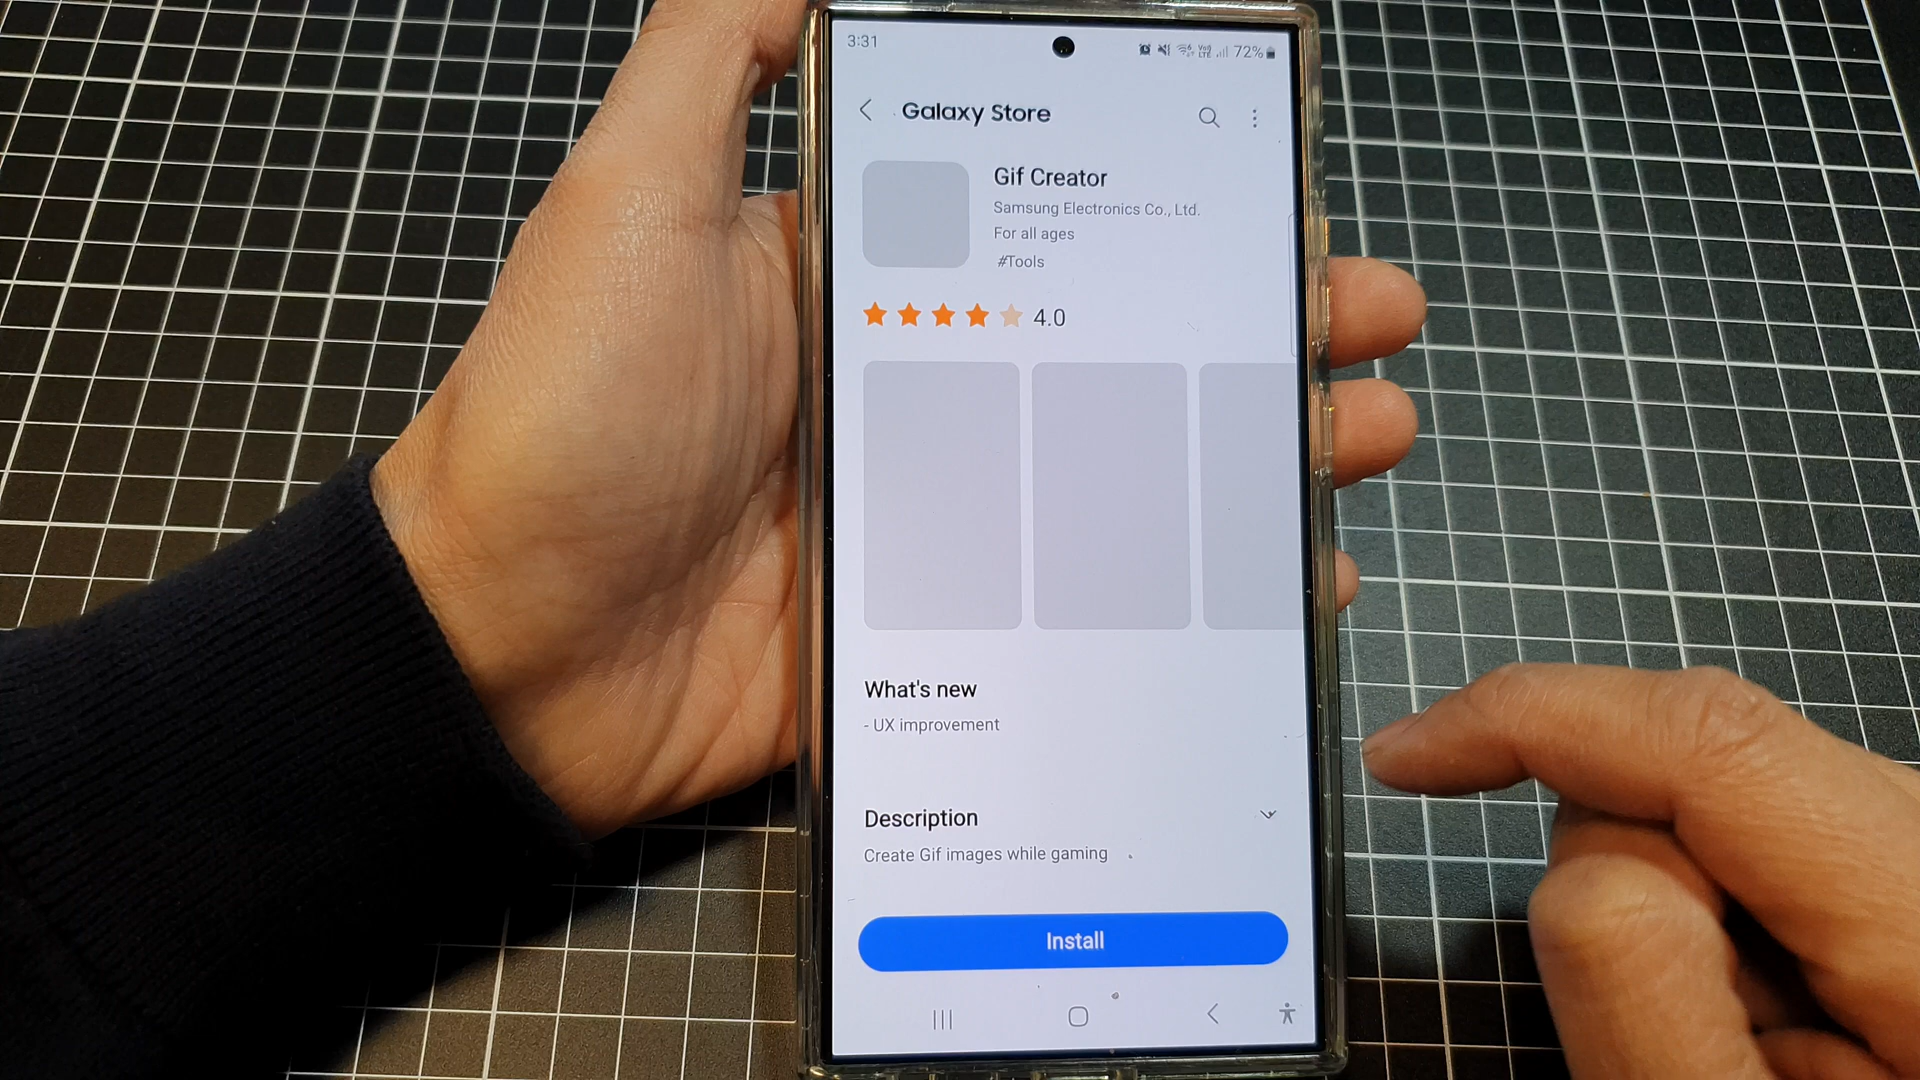 3:31
VoLTE 72%
Galaxy Store
Gif Creator
Samsung Electronics Co., Ltd.
For all ages
#Tools
4.0
What's new
- UX improvement
Description
Create Gif images while gaming
Install